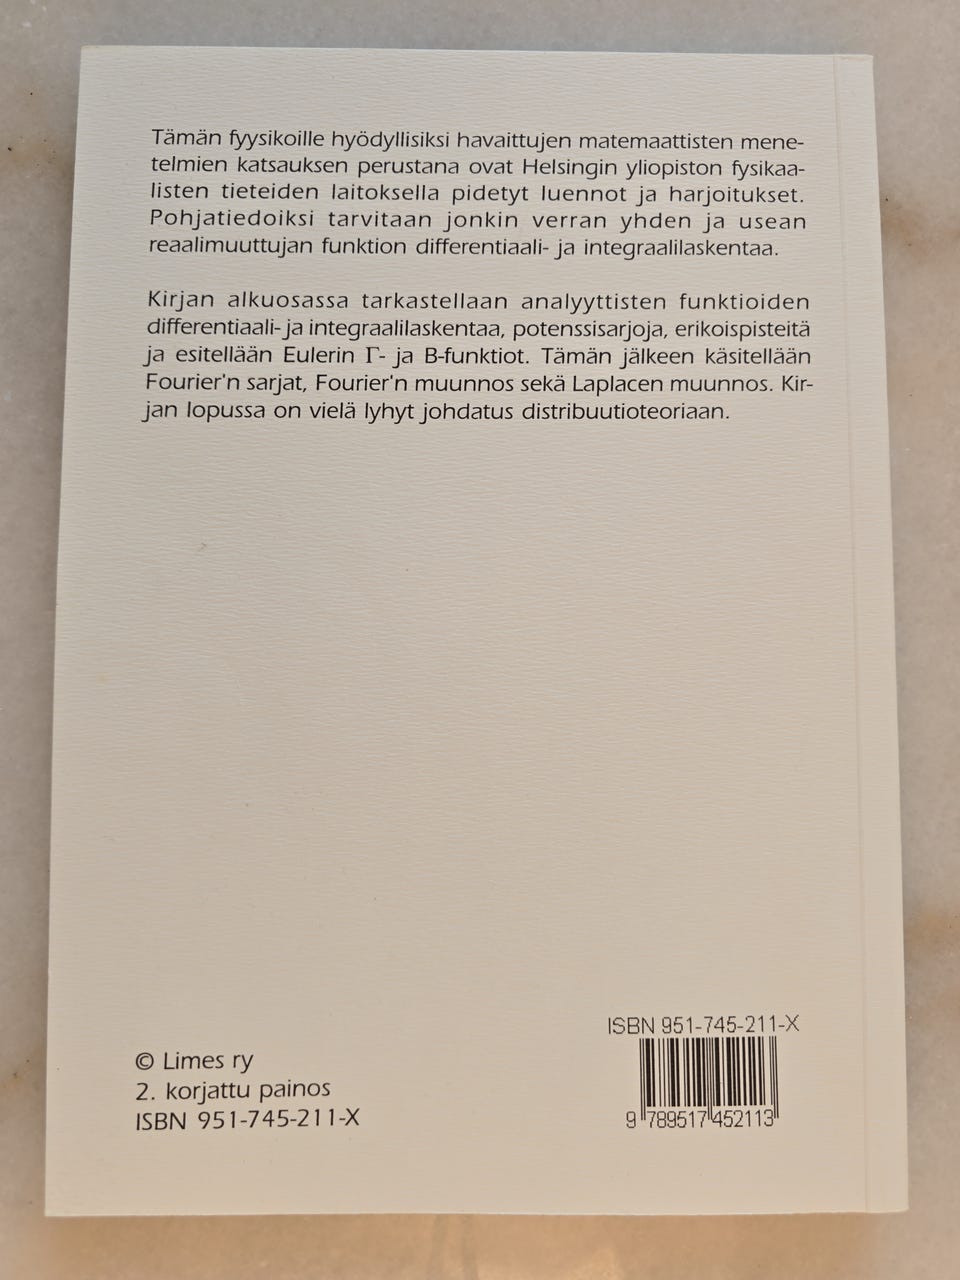 Tämän fyysikoille hyödyllisiksi havaittujen matemaattisten mene-
telmien katsauksen perustana ovat Helsingin yliopiston fysikaa-
listen tieteiden laitoksella pidetyt luennot ja harjoitukset.
Pohjatiedoiksi tarvitaan jonkin verran yhden ja usean
reaalimuuttujan funktion differentiaali- ja integraalilaskentaa.
Kirjan alkuosassa tarkastellaan analyyttisten funktioiden
differentiaali- ja integraalilaskentaa, potenssisarjoja, erikoispisteitä
ja esitellään Eulerin Γ- ja B-funktiot. Tämän jälkeen käsitellään
Fourier'n sarjat, Fourier'n muunnos sekä Laplacen muunnos. Kir-
jan lopussa on vielä lyhyt johdatus distribuutioteoriaan.
© Limes ry
2. korjattu painos
ISBN 951-745-211-X
ISBN 951-745-211-X
9 789517 452113